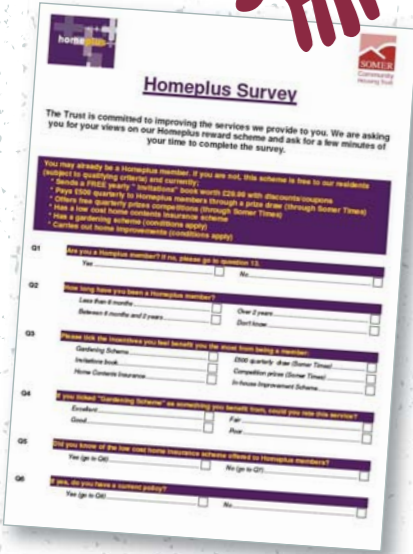 homeplus
SOMER
Community
Housing Trust
Homeplus Survey
The Trust is committed to improving the services we provide to you. We are asking
you for your views on our Homeplus reward scheme and ask for a few minutes of
your time to complete the survey.
You may already be a Homeplus member. If you are not, this scheme is free to our residents
(subject to qualifying criteria) and currently:
* Sends a FREE yearly "Invitations" book worth £20.00 with discounts/coupons
* Pays £500 quarterly to Homeplus members through a prize draw (through Somer Times)
* Offers free quarterly prizes competitions (through Somer Times)
* Has a low cost home contents insurance scheme
* Has a gardening scheme (conditions apply)
* Carries out home improvements (conditions apply)
Q1 Are you a Homplus member? If no, please go to question 13.
Yes No
Q2 How long have you been a Homeplus member?
Less than 6 months Over 2 years
Between 6 months and 2 years Don't know
Q3 Please tick the incentives you feel benefit you the most from being a member:
Gardening Scheme £500 quarterly draw (Somer Times)
Invitations book Competition prizes (Somer Times)
Home Contents Insurance In-house Improvement Scheme
Q4 If you ticked "Gardening Scheme" as something you benefit from, could you rate this service?
Excellent Fair
Good Poor
Q5 Did you know of the low cost home insurance scheme offered to Homeplus members?
Yes (go to Q6) No (go to Q7)
Q6 If yes, do you have a current policy?
Yes (go to Q8) No